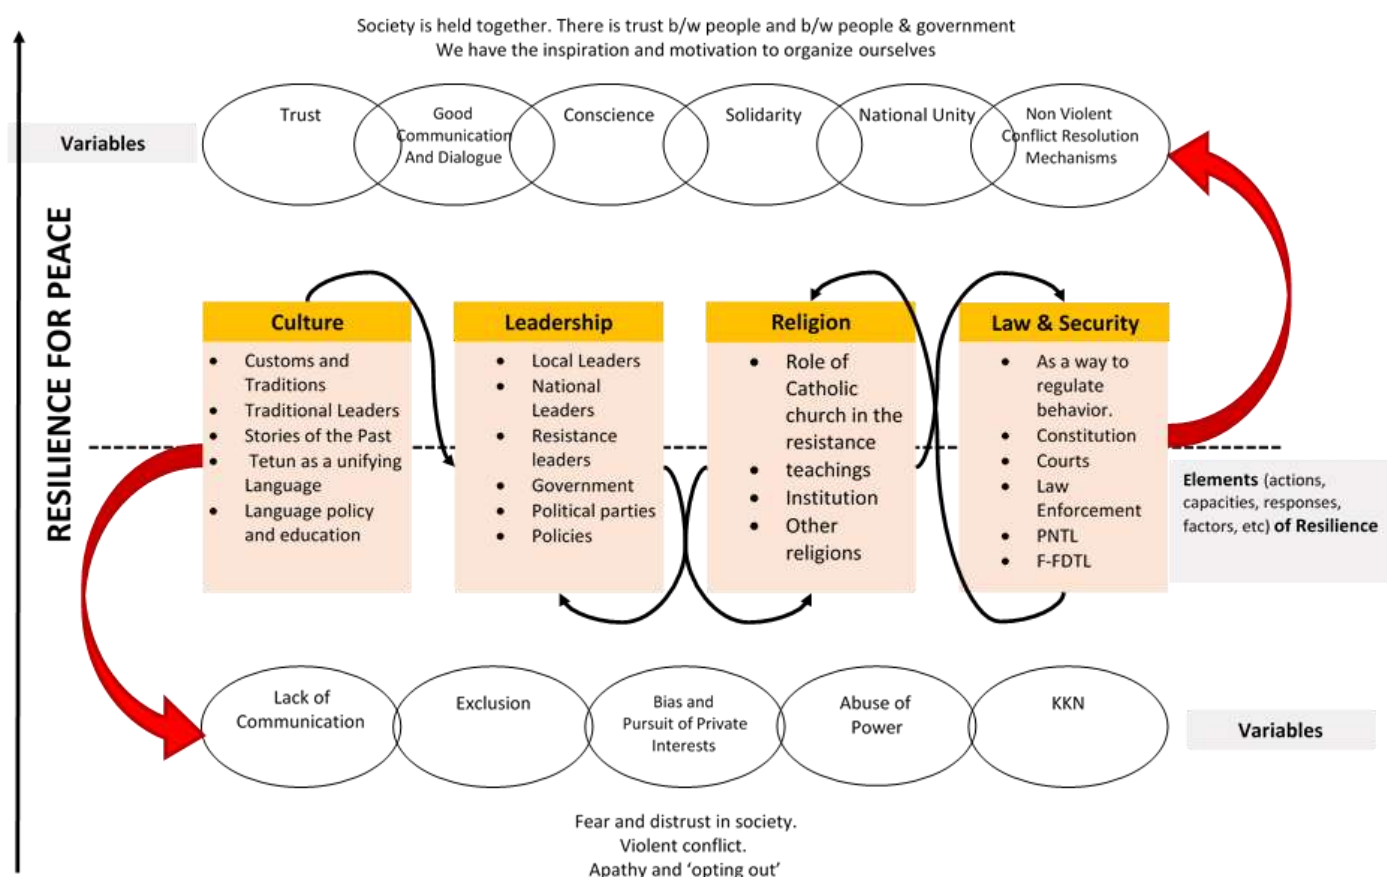 Society is held together. There is trust b/w people and b/w people & government
We have the inspiration and motivation to organize ourselves
Variables
Trust
Good
Communication
And Dialogue
Conscience
Solidarity
National Unity
Non Violent
Conflict Resolution
Mechanisms
RESILIENCE FOR PEACE
Culture
• Customs and
Traditions
• Traditional Leaders
• Stories of the Past
• Tetun as a unifying
Language
• Language policy
and education
Leadership
• Local Leaders
• National
Leaders
• Resistance
leaders
• Government
• Political parties
• Policies
Religion
• Role of
Catholic
church in the
resistance
• teachings
• Institution
• Other
religions
Law & Security
• As a way to
regulate
behavior.
• Constitution
• Courts
• Law
Enforcement
• PNTL
• F-FDTL
Elements (actions,
capacities, responses,
factors, etc) of Resilience
Lack of
Communication
Exclusion
Bias and
Pursuit of Private
Interests
Abuse of
Power
KKN
Variables
Fear and distrust in society.
Violent conflict.
Apathy and ‘opting out’